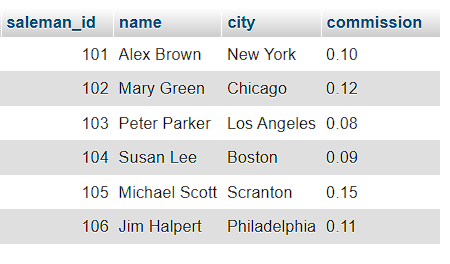 saleman_id name city commission
101 Alex Brown New York 0.10
102 Mary Green Chicago 0.12
103 Peter Parker Los Angeles 0.08
104 Susan Lee Boston 0.09
105 Michael Scott Scranton 0.15
106 Jim Halpert Philadelphia 0.11